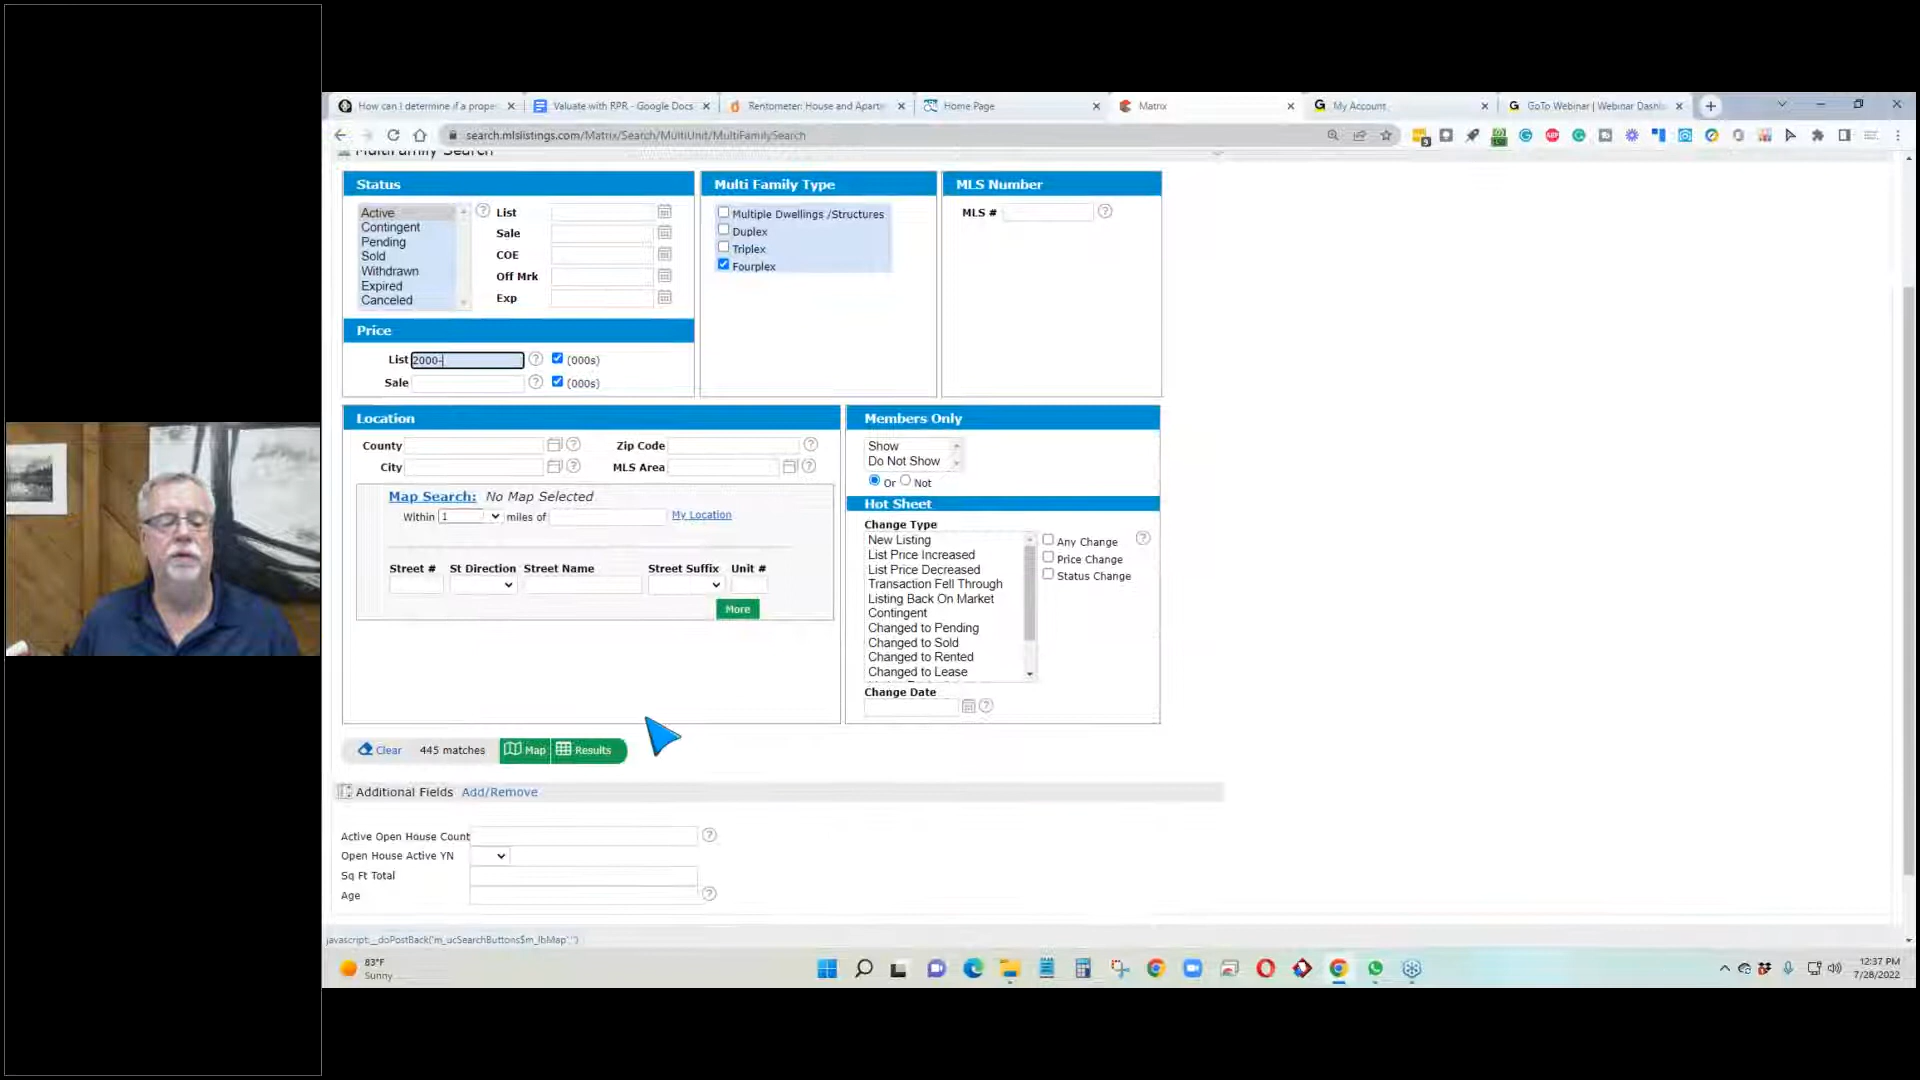 How can I determine if a prope
Valuate with RPR - Google Docs
Rentometer: House and Apart
Home Page
Matrix
My Account
GoTo Webinar | Webinar Dashb
search.mlslistings.com/Matrix/Search/MultiUnit/MultiFamilySearch
MultiFamily Search
Status
Multi Family Type
MLS Number
Active
Contingent
Pending
Sold
Withdrawn
Expired
Canceled
List
Sale
COE
Off Mrk
Exp
Multiple Dwellings /Structures
Duplex
Triplex
Fourplex
MLS #
Price
List 2000- (000s)
Sale (000s)
Location
County
Zip Code
City
MLS Area
Map Search: No Map Selected
Within 1 miles of
My Location
Street # St Direction Street Name Street Suffix Unit #
More
Members Only
Show
Do Not Show
Or Not
Hot Sheet
Change Type
New Listing
List Price Increased
List Price Decreased
Transaction Fell Through
Listing Back On Market
Contingent
Changed to Pending
Changed to Sold
Changed to Rented
Changed to Lease
Any Change
Price Change
Status Change
Change Date
Clear 445 matches Map Results
Additional Fields Add/Remove
Active Open House Count
Open House Active YN
Sq Ft Total
Age
javascript:__doPostBack('m_ucSearchButtons$m_lbMap','')
83°F
Sunny
12:37 PM
7/28/2022